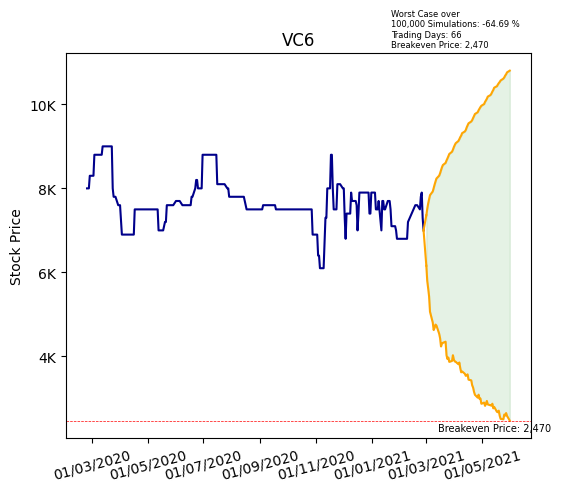 Worst Case over
100,000 Simulations: -64.69 %
Trading Days: 66
Breakeven Price: 2,470
VC6
Stock Price
10K
8K
6K
4K
Breakeven Price: 2,470
01/03/2020
01/05/2020
01/07/2020
01/09/2020
01/11/2020
01/01/2021
01/03/2021
01/05/2021